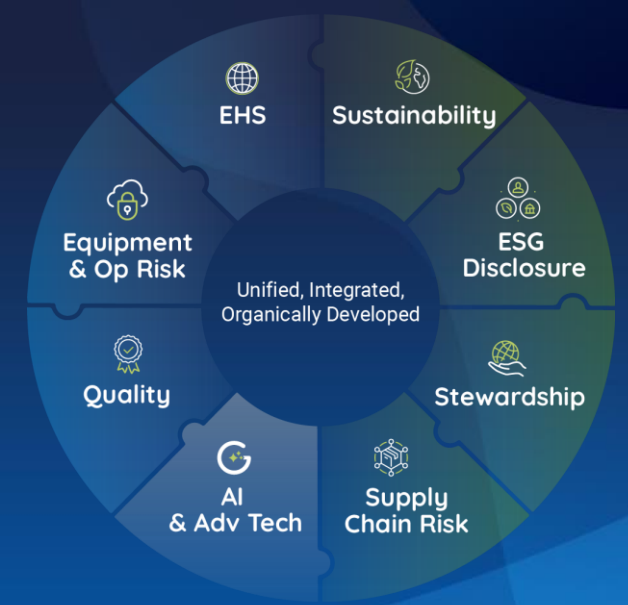 EHS
Sustainability
ESG
Disclosure
Stewardship
Supply
Chain Risk
AI
& Adv Tech
Quality
Equipment
& Op Risk
Unified, Integrated,
Organically Developed